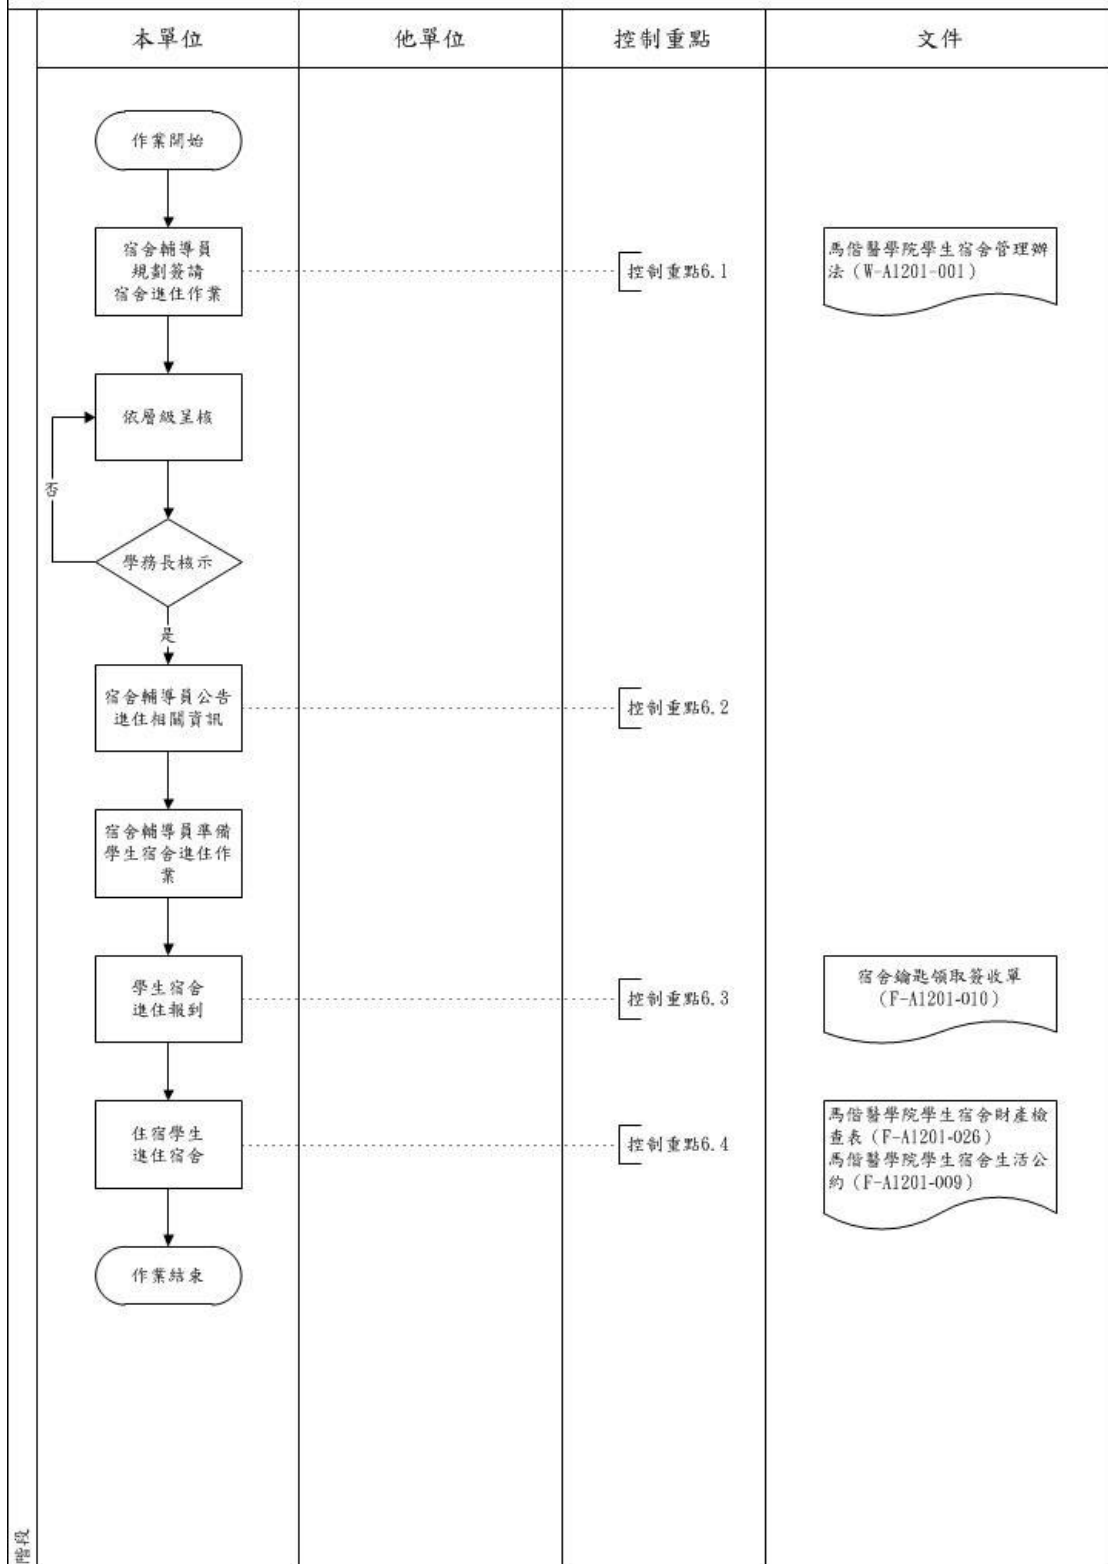 本單位
他單位
控制重點
文件
作業開始
宿舍輔導員
規劃簽請
宿舍進住作業
控制重點6.1
馬偕醫學院學生宿舍管理辦
法（W-A1201-001）
依層級呈核
否
學務長核示
是
宿舍輔導員公告
進住相關資訊
控制重點6.2
宿舍輔導員準備
學生宿舍進住作
業
學生宿舍
進住報到
控制重點6.3
宿舍鑰匙領取簽收單
（F-A1201-010）
住宿學生
進住宿舍
控制重點6.4
馬偕醫學院學生宿舍財產檢
查表（F-A1201-026）
馬偕醫學院學生宿舍生活公
約（F-A1201-009）
作業結束
階段